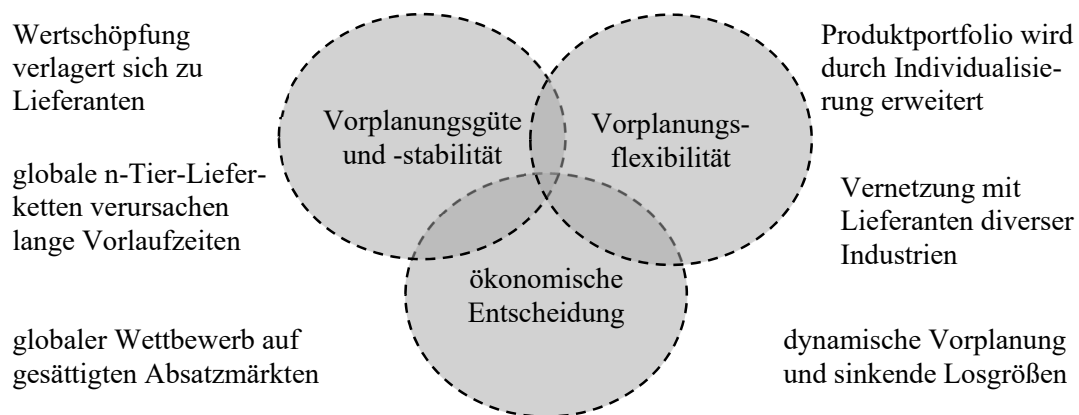 Wertschöpfung
verlagert sich zu
Lieferanten
globale n-Tier-Liefer-
ketten verursachen
lange Vorlaufzeiten
globaler Wettbewerb auf
gesättigten Absatzmärkten
Vorplanungsgüte
und -stabilität
Vorplanungs-
flexibilität
ökonomische
Entscheidung
Produktportfolio wird
durch Individualisie-
rung erweitert
Vernetzung mit
Lieferanten diverser
Industrien
dynamische Vorplanung
und sinkende Losgrößen